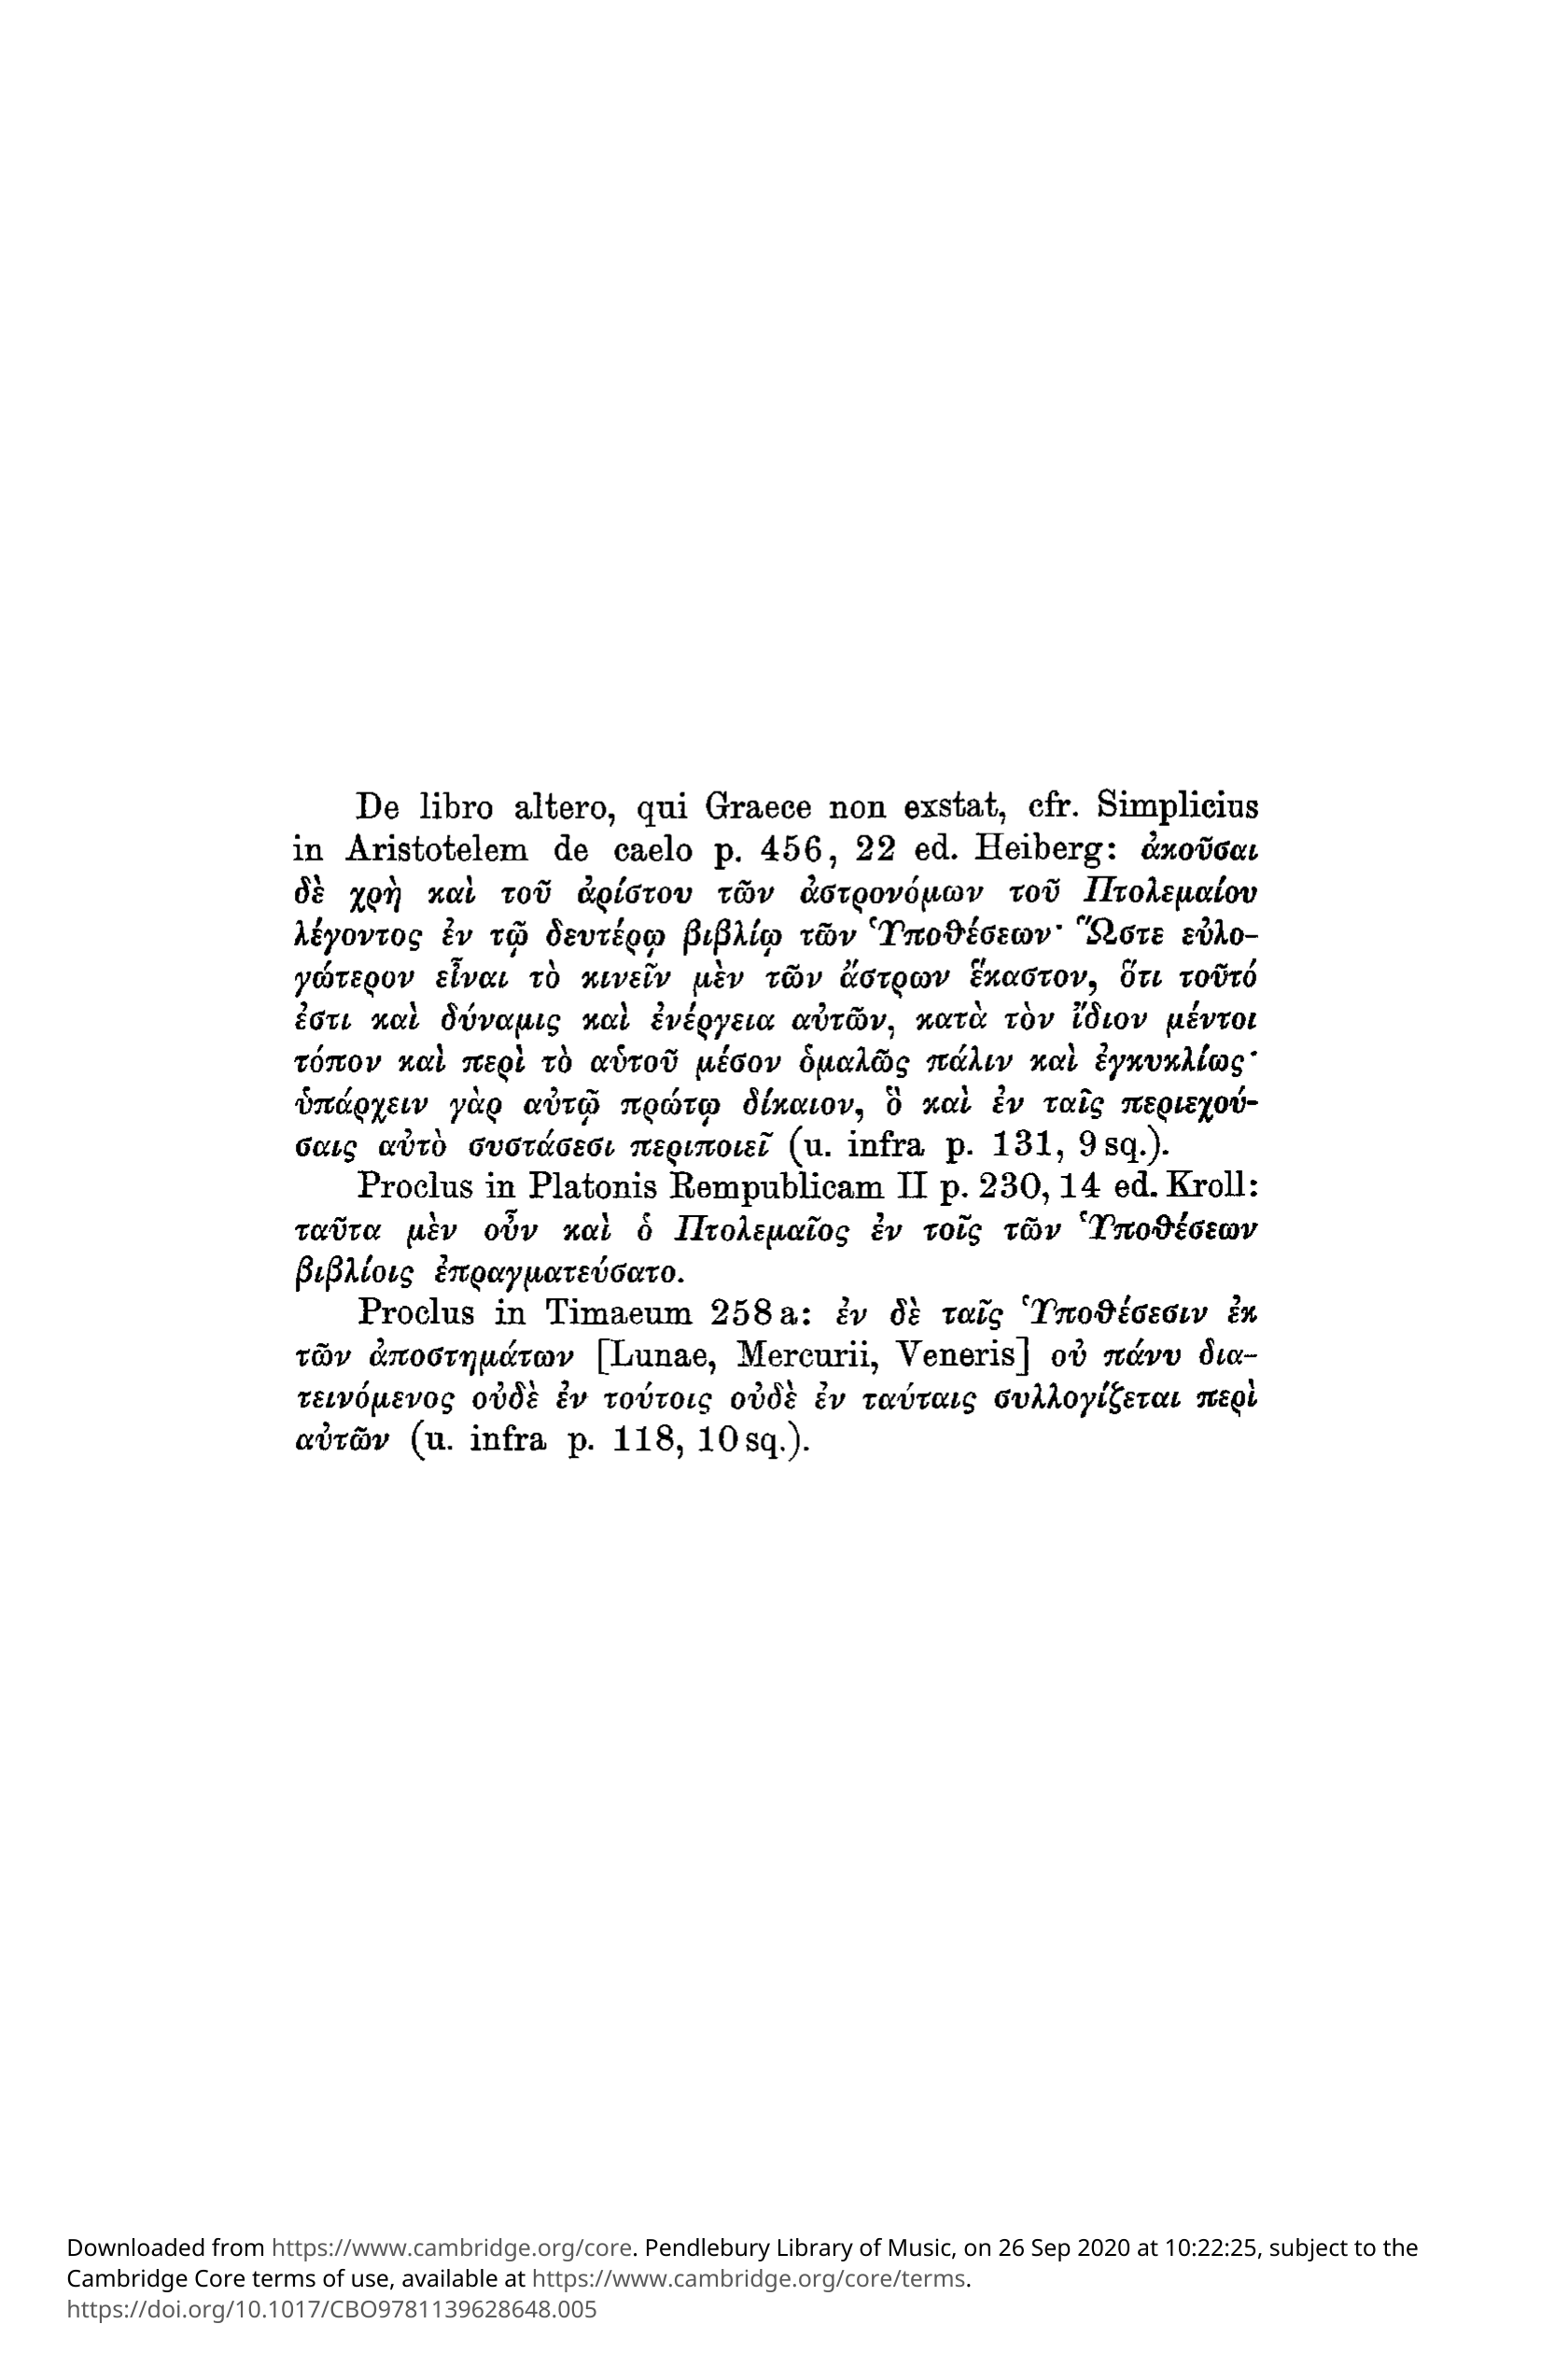 De libro altero, qui Graece non exstat, cfr. Simplicius
in Aristotelem de caelo p. 456, 22 ed. Heiberg: ἀκοῦσαι
δὲ χρὴ καὶ τοῦ ἀρίστου τῶν ἀστρονόμων τοῦ Πτολεμαίου
λέγοντος ἐν τῷ δευτέρῳ βιβλίῳ τῶν Ὑποθέσεων· Ὥστε εὐλο-
γώτερον εἶναι τὸ κινεῖν μὲν τῶν ἄστρων ἕκαστον, ὅτι τοῦτό
ἐστι καὶ δύναμις καὶ ἐνέργεια αὐτῶν, κατὰ τὸν ἴδιον μέντοι
τόπον καὶ περὶ τὸ αὑτοῦ μέσον ὁμαλῶς πάλιν καὶ ἐγκυκλίως·
ὑπάρχειν γὰρ αὐτῷ πρώτῳ δίκαιον, ὃ καὶ ἐν ταῖς περιεχού-
σαις αὐτὸ συστάσεσι περιποιεῖ (u. infra p. 131, 9 sq.).
Proclus in Platonis Rempublicam II p. 230, 14 ed. Kroll:
ταῦτα μὲν οὖν καὶ ὁ Πτολεμαῖος ἐν τοῖς τῶν Ὑποθέσεων
βιβλίοις ἐπραγματεύσατο.
Proclus in Timaeum 258 a: ἐν δὲ ταῖς Ὑποθέσεσιν ἐκ
τῶν ἀποστημάτων [Lunae, Mercurii, Veneris] οὐ πάνυ δια-
τεινόμενος οὐδὲ ἐν τούτοις οὐδὲ ἐν ταύταις συλλογίζεται περὶ
αὐτῶν (u. infra p. 118, 10 sq.).
Downloaded from https://www.cambridge.org/core. Pendlebury Library of Music, on 26 Sep 2020 at 10:22:25, subject to the
Cambridge Core terms of use, available at https://www.cambridge.org/core/terms.
https://doi.org/10.1017/CBO9781139628648.005